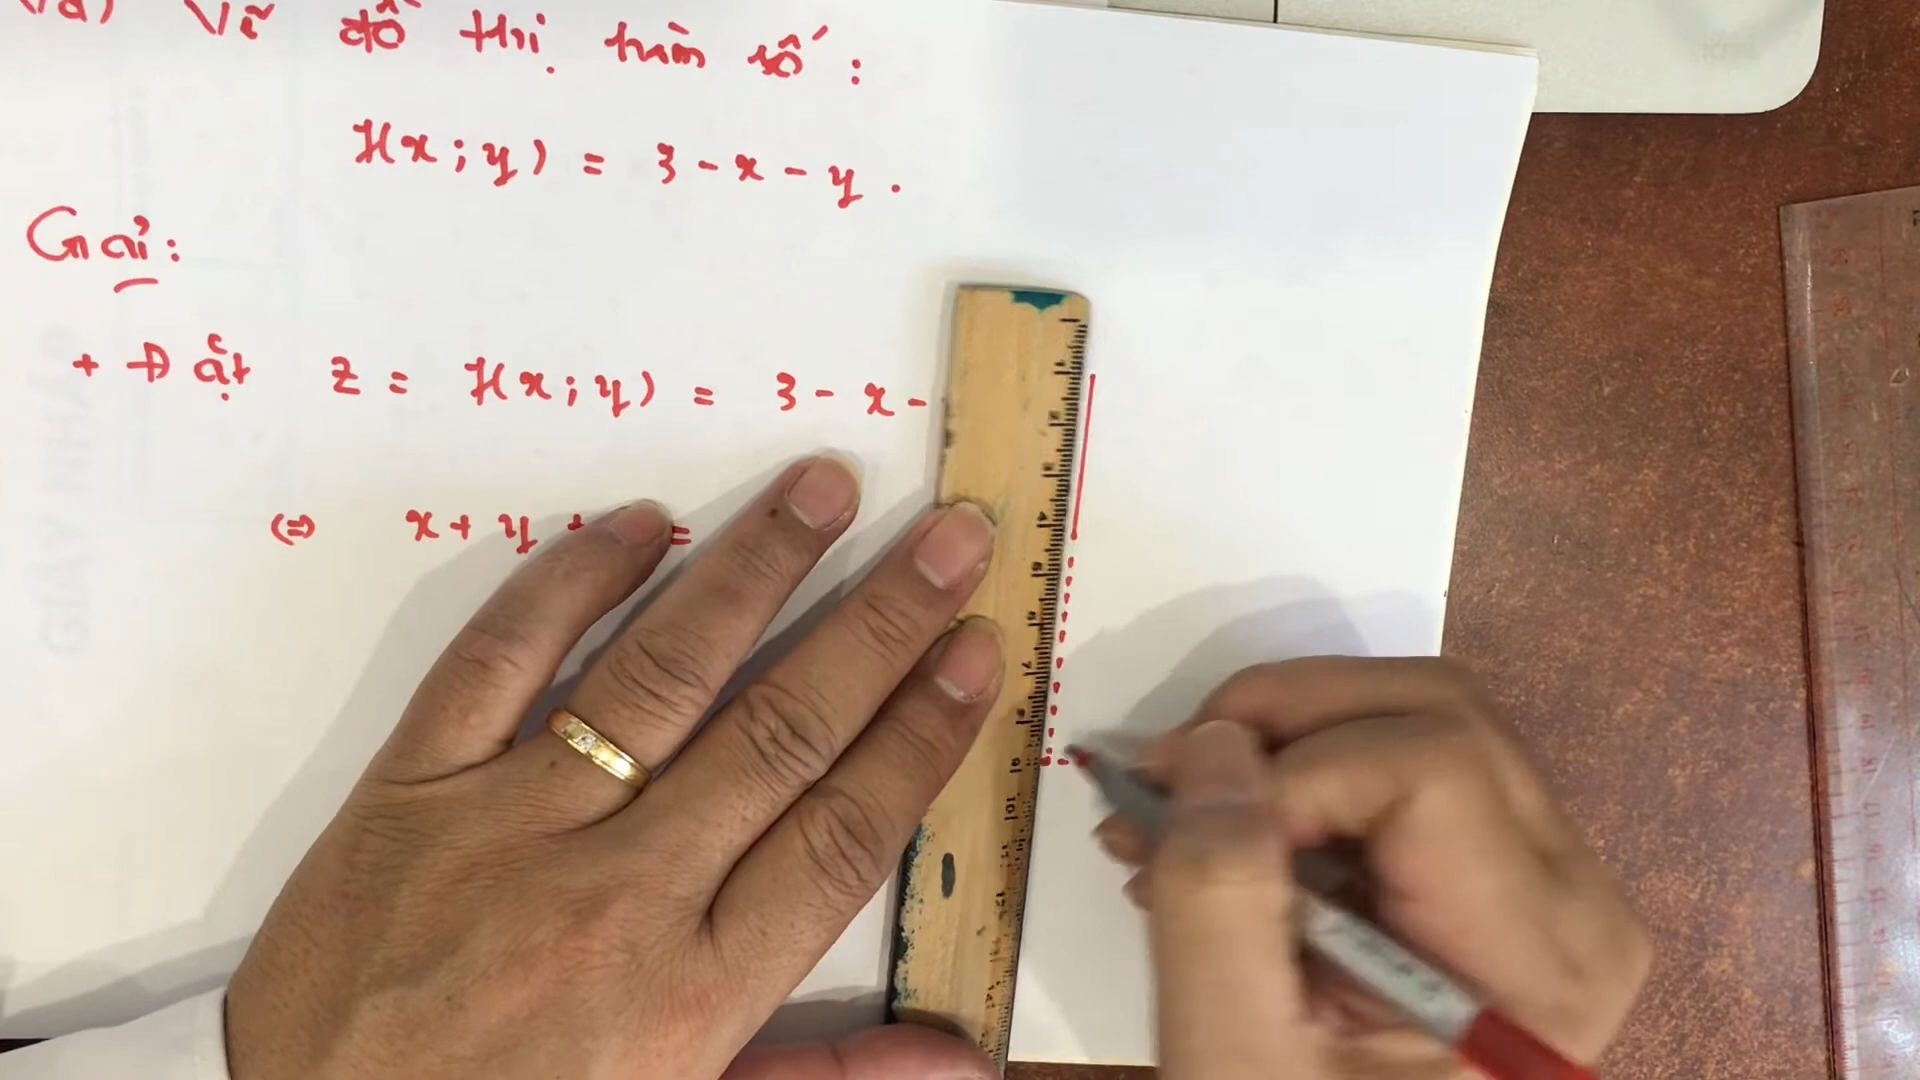 Vẽ đồ thị hàm số:
f(x;y) = 3 - x - y.
Giải:
+ Đặt z = f(x;y) = 3 - x -
⇔ x + y + =